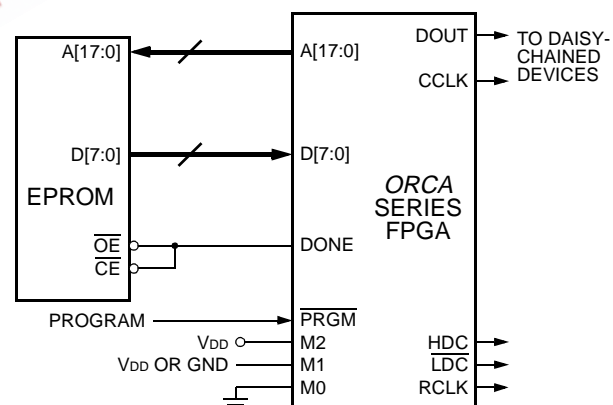 A[17:0]
A[17:0]
DOUT
TO DAISY-
CHAINED
DEVICES
CCLK
D[7:0]
D[7:0]
EPROM
ORCA
SERIES
FPGA
OE
CE
DONE
PROGRAM
PRGM
VDD
M2
HDC
VDD OR GND
M1
LDC
M0
RCLK